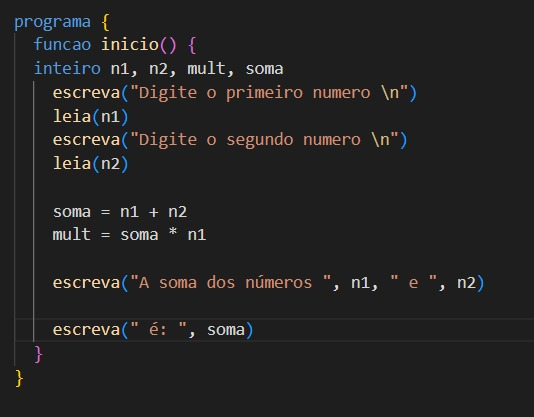 programa {
funcao inicio() {
inteiro n1, n2, mult, soma
escreva("Digite o primeiro numero \n")
leia(n1)
escreva("Digite o segundo numero \n")
leia(n2)
soma = n1 + n2
mult = soma * n1
escreva("A soma dos números ", n1, " e ", n2)
escreva(" é: ", soma)
}
}